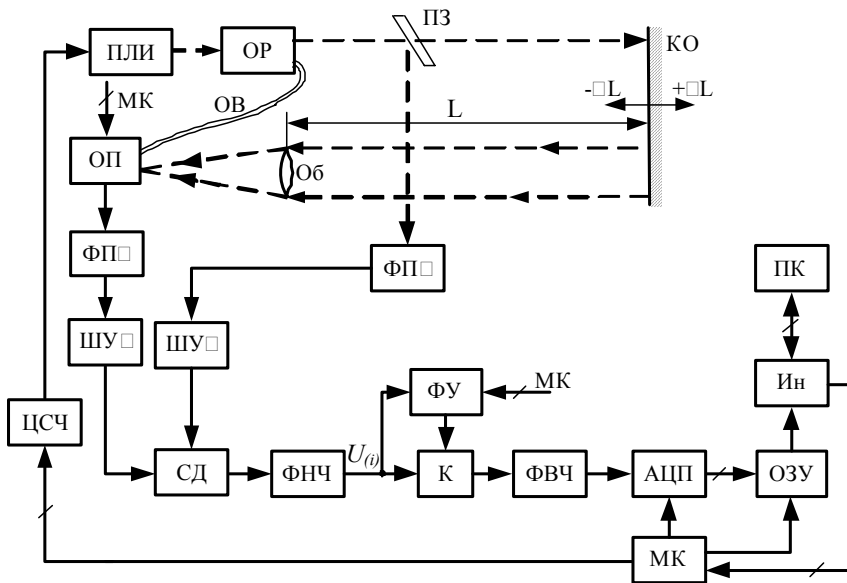 ПЗ
ПЛИ
ОР
КО
МК
ОВ
-□L
+□L
L
ОП
Об
ФП□
ФП□
ПК
ШУ□
ШУ□
МК
Ин
ФУ
ЦСЧ
U(i)
СД
ФНЧ
К
ФВЧ
АЦП
ОЗУ
МК